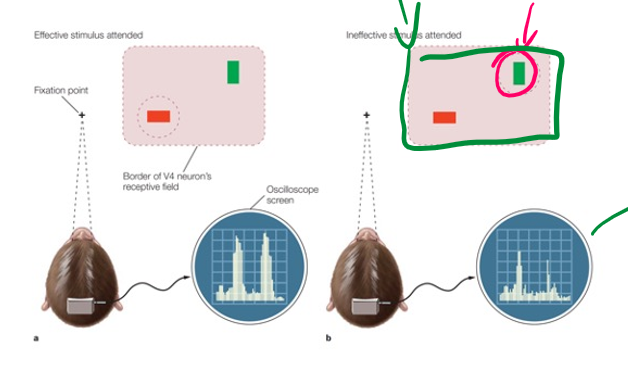 Effective stimulus attended
Fixation point
Border of V4 neuron's
receptive field
Oscilloscope
screen
a
Ineffective stimulus attended
b